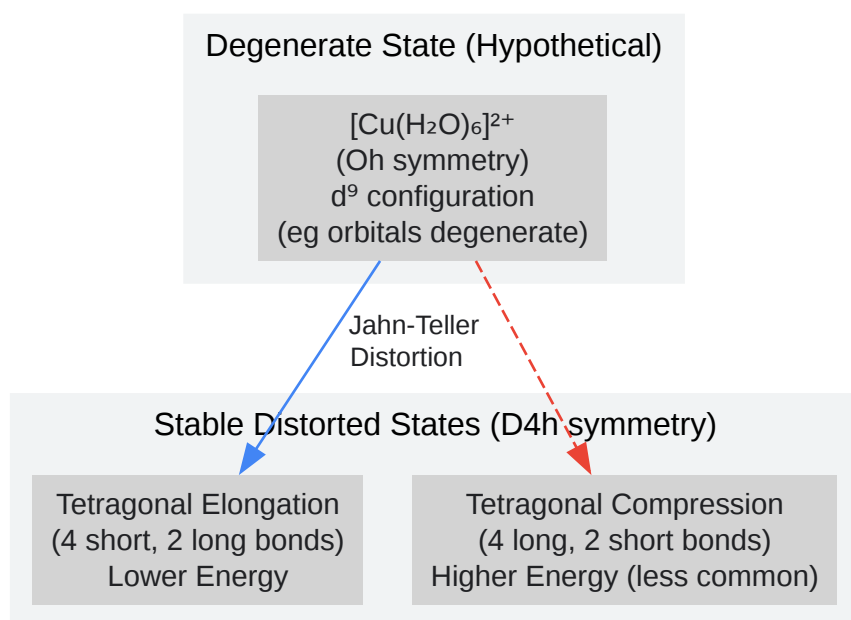 Degenerate State (Hypothetical)
[Cu(H₂O)₆]²⁺
(Oh symmetry)
d⁹ configuration
(eg orbitals degenerate)
Jahn-Teller
Distortion
Stable Distorted States (D4h symmetry)
Tetragonal Elongation
(4 short, 2 long bonds)
Lower Energy
Tetragonal Compression
(4 long, 2 short bonds)
Higher Energy (less common)